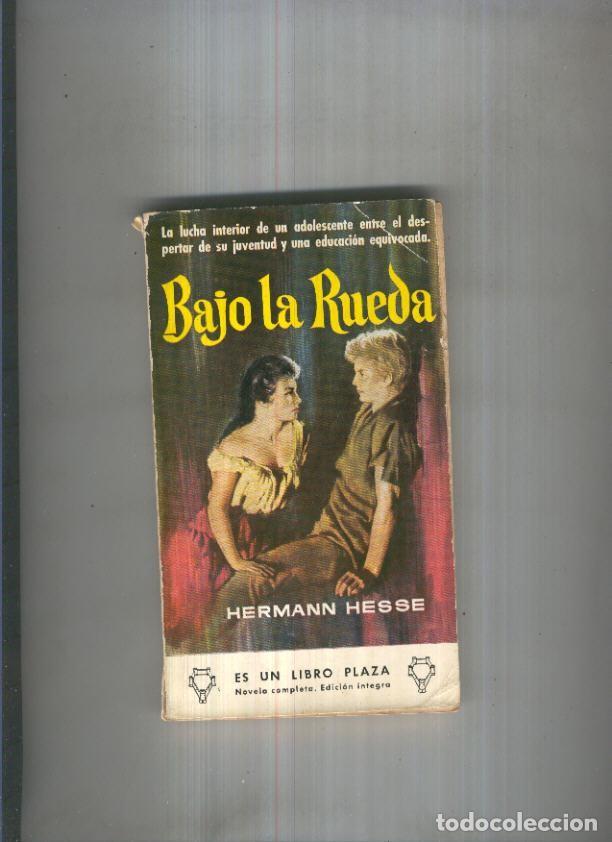 La lucha interior de un adolescente entre el des-
pertar de su juventud y una educación equivocada.
Bajo la Rueda
HERMANN HESSE
ES UN LIBRO PLAZA
Novela completa. Edición íntegra
todocoleccion